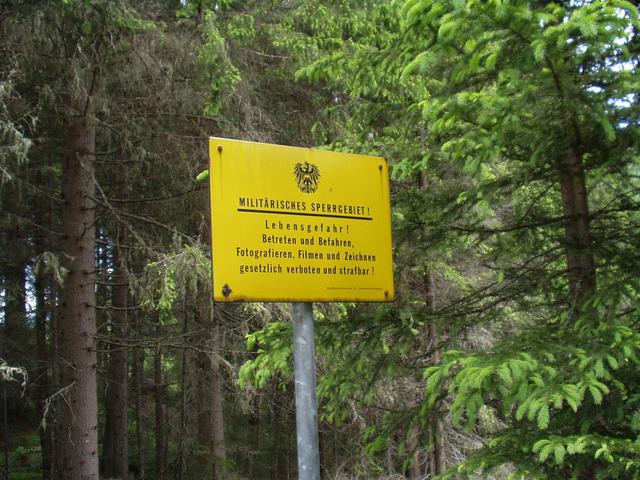 MILITÄRISCHES SPERRGEBIET!
Lebensgefahr!
Betreten und Befahren,
Fotografieren, Filmen und Zeichnen
gesetzlich verboten und strafbar!